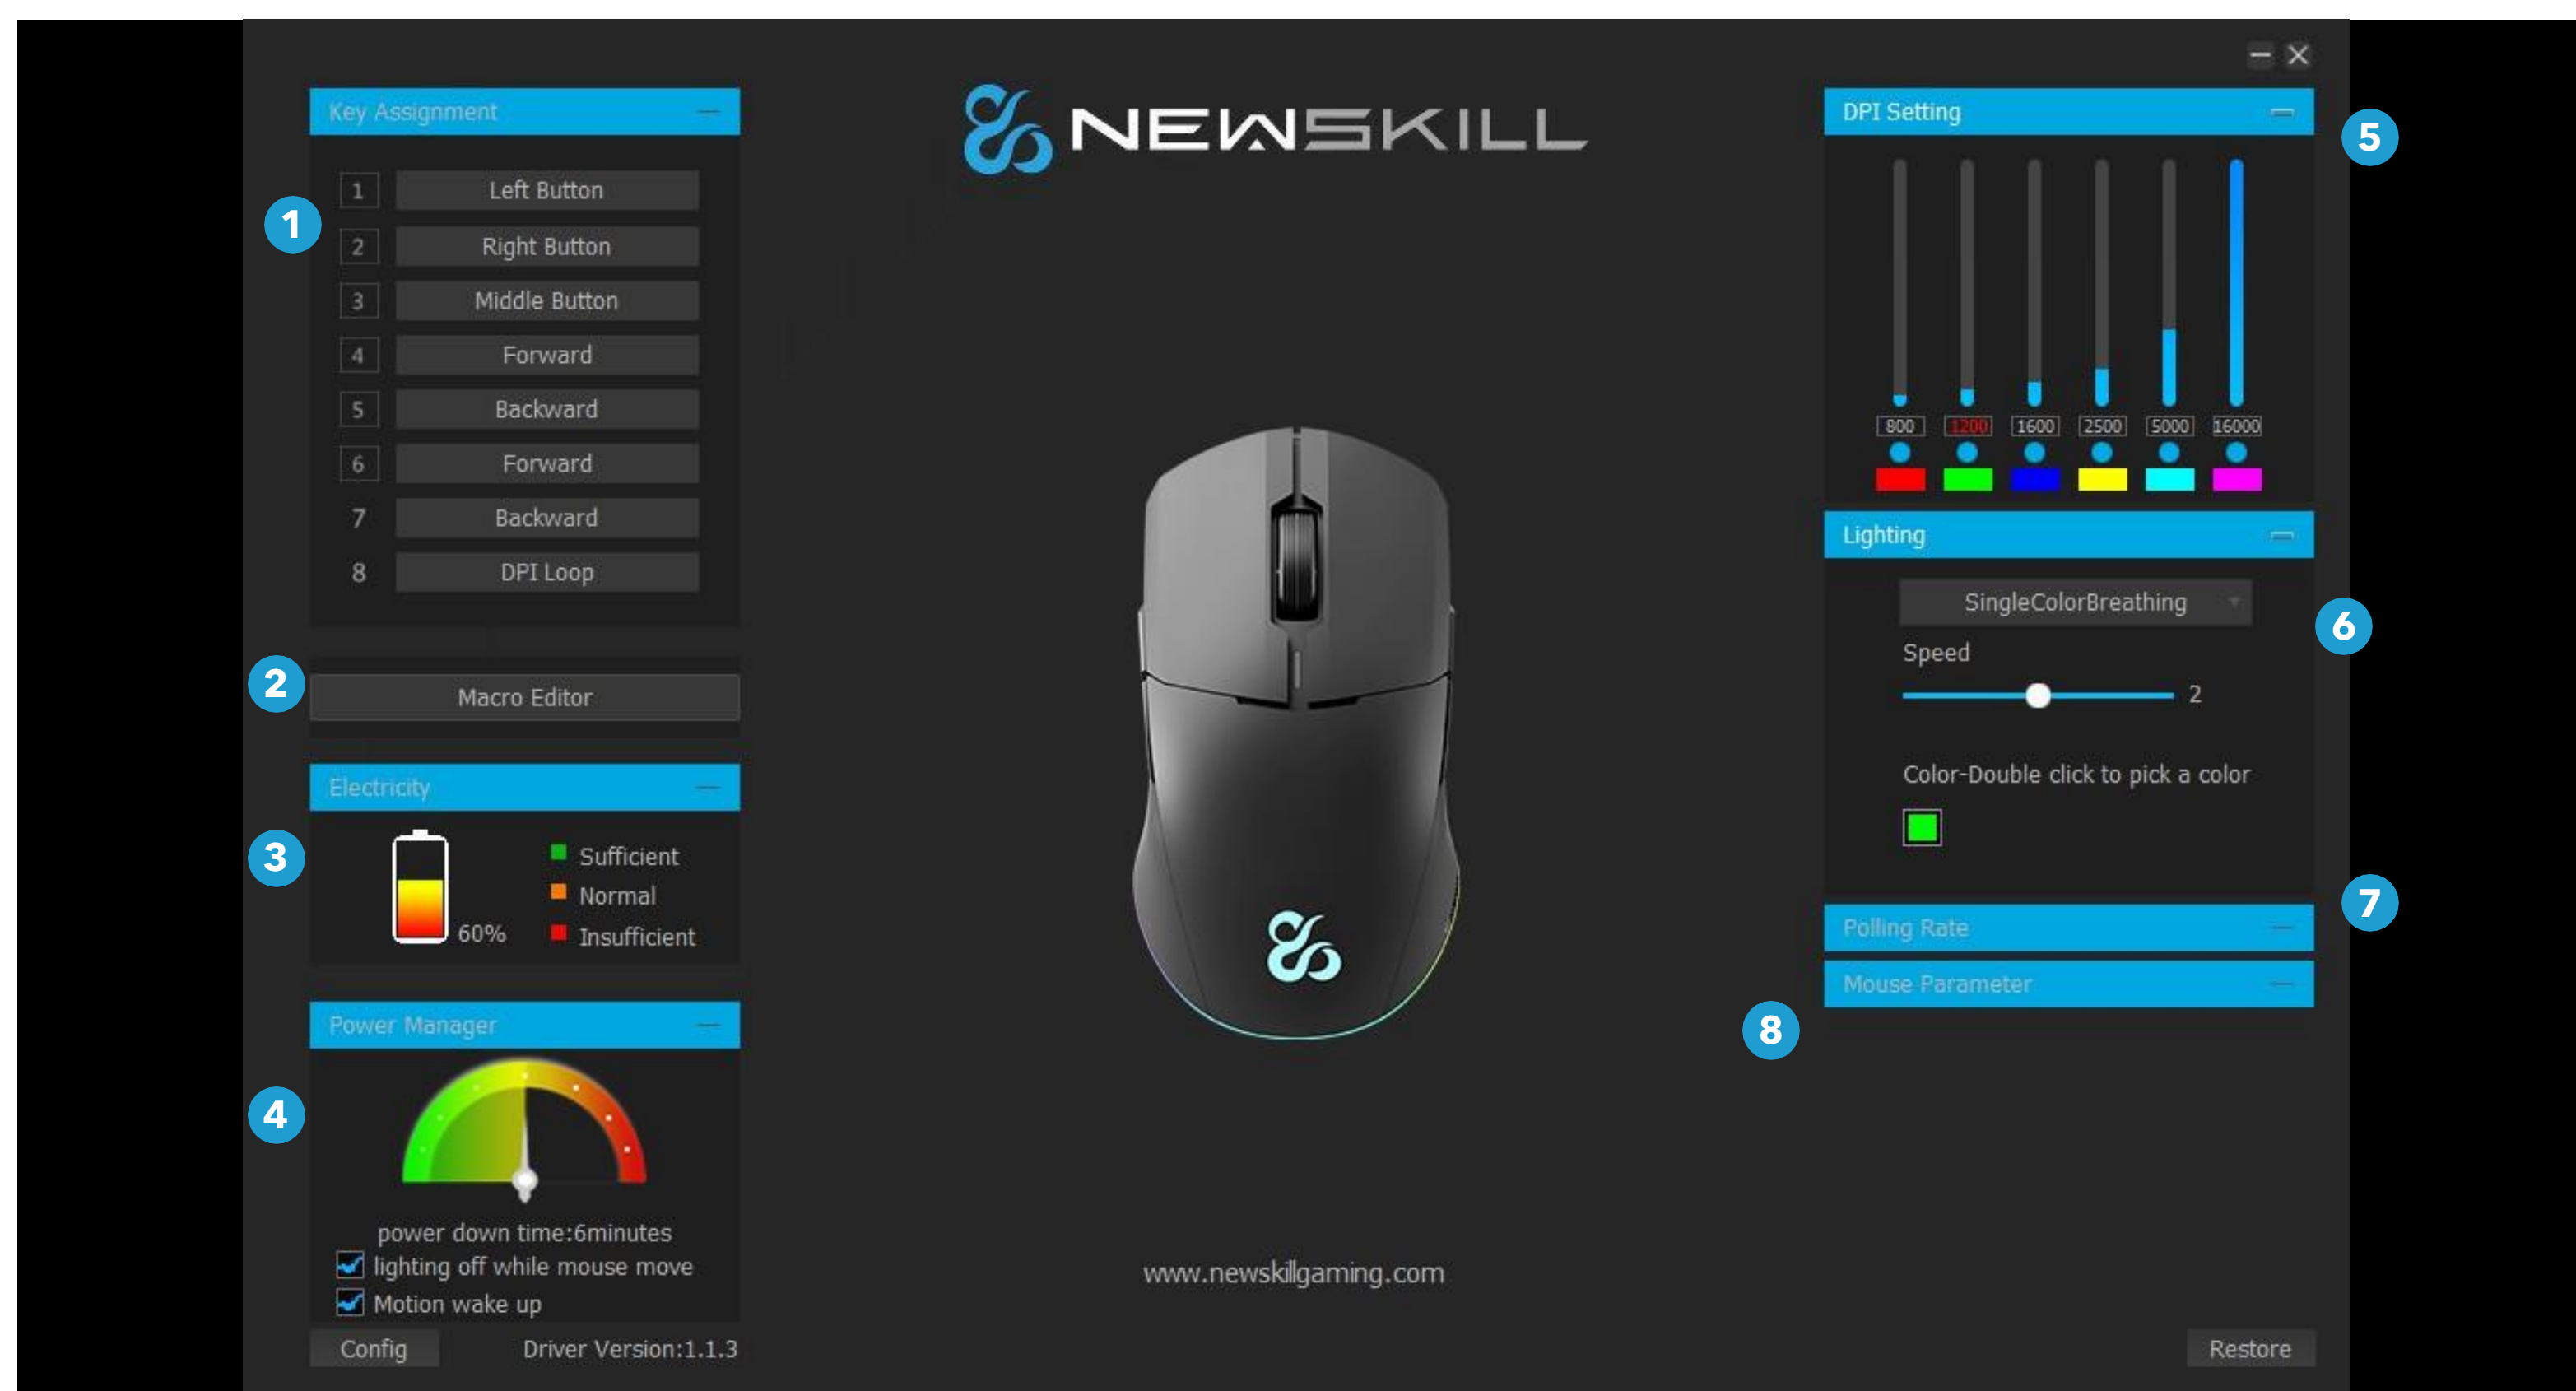 NEWSKILL
Key Assignment
1
1 Left Button
2 Right Button
3 Middle Button
4 Forward
5 Backward
6 Forward
7 Backward
8 DPI Loop
2
Macro Editor
Electricity
3
60%
Sufficient
Normal
Insufficient
Power Manager
4
power down time:6minutes
lighting off while mouse move
Motion wake up
Config Driver Version:1.1.3
www.newskillgaming.com
DPI Setting
5
800 1200 1600 2500 5000 16000
Lighting
SingleColorBreathing
6
Speed
2
Color-Double click to pick a color
7
Polling Rate
Mouse Parameter
8
Restore